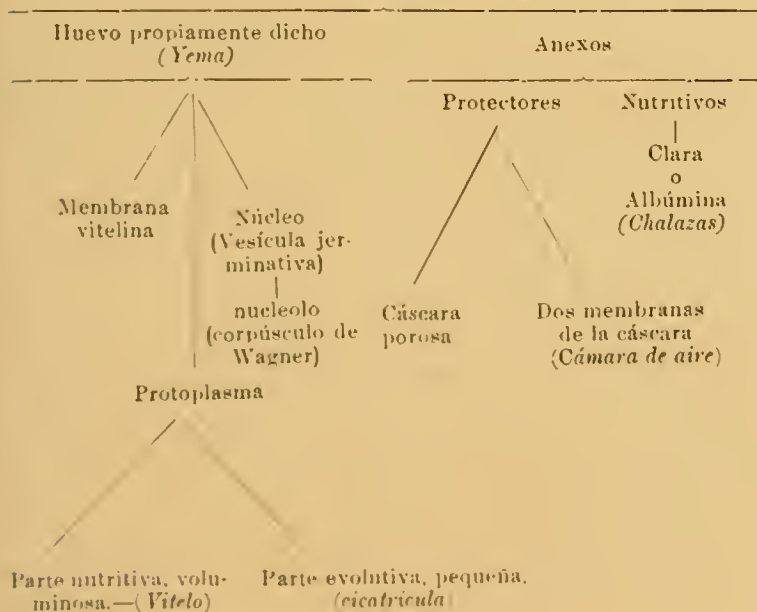 Huevo propiamente dicho
(Yema)
Anexos
Protectores
Nutritivos
Clara
o
Albúmina
(Chalazas)
Membrana
vitelina
Núcleo
(Vesícula jer-
minativa)
nucleolo
(corpúsculo de
Wagner)
Cáscara
porosa
Dos membranas
de la cáscara
(Cámara de aire)
Protoplasma
Parte nutritiva, volu-
minosa.—(Vitelo)
Parte evolutiva, pequeña.
(cicatrícula)